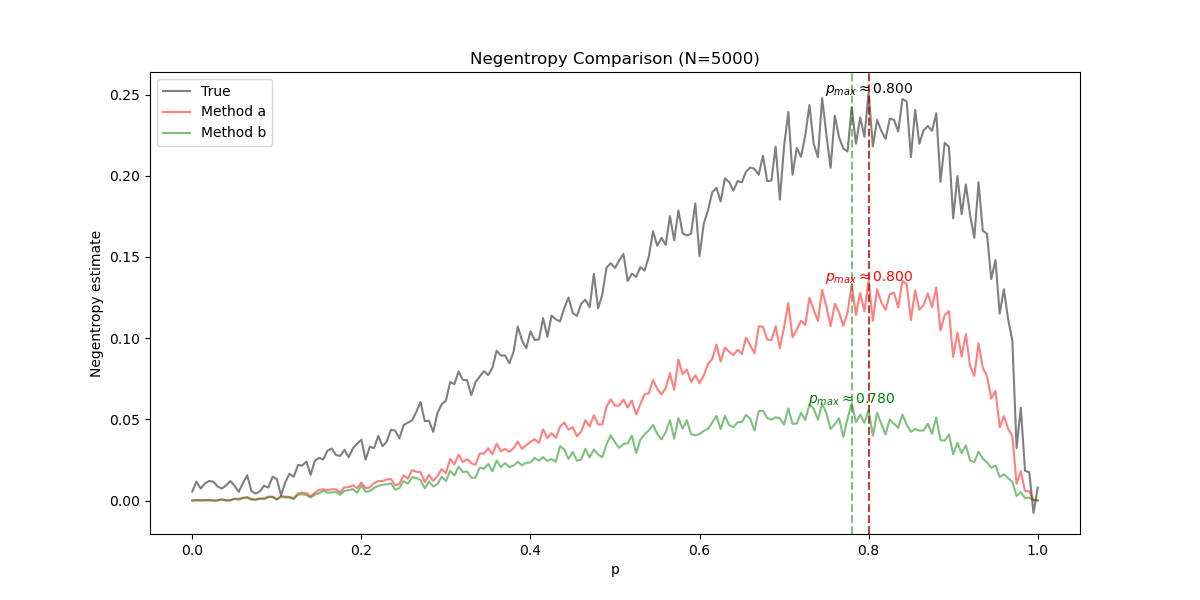 Negentropy Comparison (N=5000)
True
Method a
Method b
p_max ≈ 0.800
p_max ≈ 0.800
p_max ≈ 0.780
Negentropy estimate
0.25
0.20
0.15
0.10
0.05
0.00
0.0 0.2 0.4 0.6 0.8 1.0
p